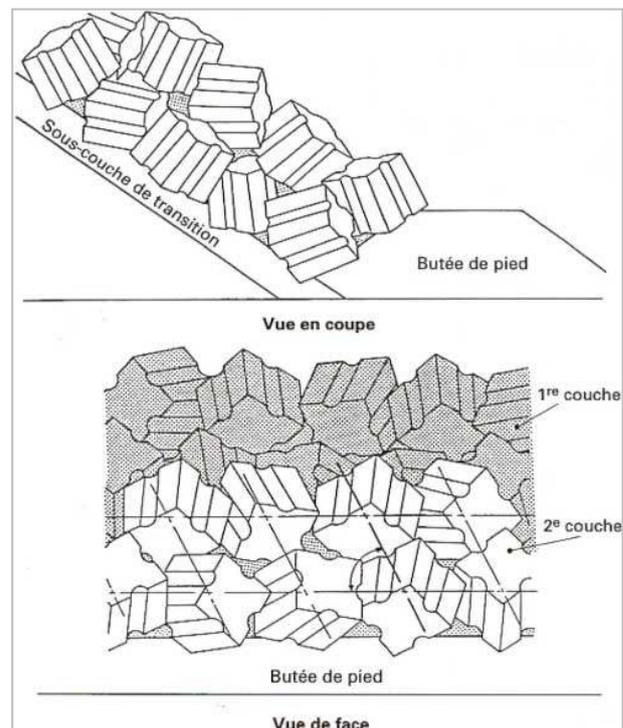 Sous-couche de transition
Butée de pied
Vue en coupe
1re couche
2e couche
Butée de pied
Vue de face